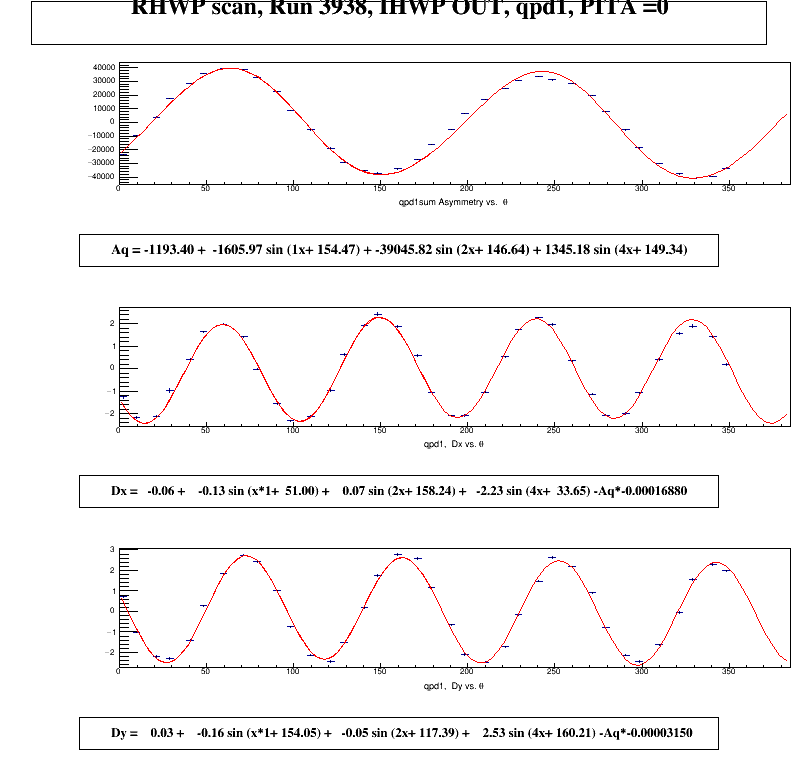 RHWP scan, Run 3938, IHWP OUT, qpd1, PITA =0
40000
30000
20000
10000
0
−10000
−20000
−30000
−40000
0 50 100 150 200 250 300 350
qpd1sum Asymmetry vs. θ
Aq = -1193.40 + -1605.97 sin (1x+ 154.47) + -39045.82 sin (2x+ 146.64) + 1345.18 sin (4x+ 149.34)
2
1
0
−1
−2
0 50 100 150 200 250 300 350
qpd1, Dx vs. θ
Dx = -0.06 + -0.13 sin (x*1+ 51.00) + 0.07 sin (2x+ 158.24) + -2.23 sin (4x+ 33.65) -Aq*-0.00016880
3
2
1
0
−1
−2
0 50 100 150 200 250 300 350
qpd1, Dy vs. θ
Dy = 0.03 + -0.16 sin (x*1+ 154.05) + -0.05 sin (2x+ 117.39) + 2.53 sin (4x+ 160.21) -Aq*-0.00003150